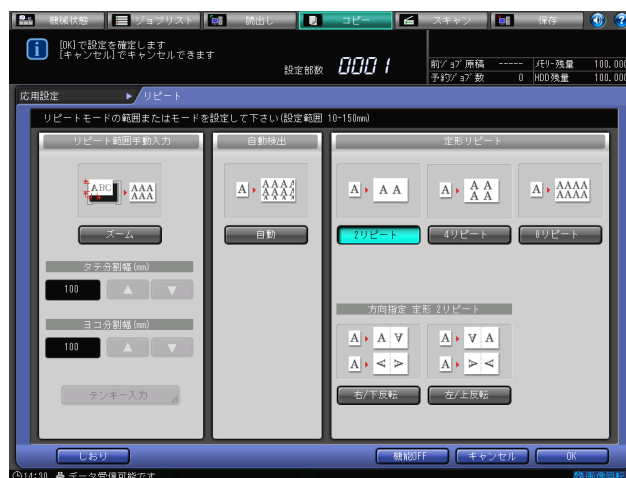 機械状態 ジョブリスト 読出し コピー スキャン 保存
[OK]で設定を確定します
[キャンセル]でキャンセルできます
設定部数 0001
前ジョブ原稿 ----- メモリ-残量 100.000
予約ジョブ数 0 HDD残量 100.000
応用設定 リピート
リピートモードの範囲またはモードを設定して下さい(設定範囲 10-150mm)
リピート範囲手動入力 自動検出 定形リピート
ABC AAA AAA
A AAAA AAAA
A A A
A A A A A
A AAAA AAAA
ズーム 自動 2リピート 4リピート 8リピート
タテ分割幅(mm)
100
ヨコ分割幅(mm)
100
方向指定 定形 2リピート
テンキー入力 右/下反転 左/上反転
しおり 機能OFF キャンセル OK
14:30 データ受信可能です 画像回転